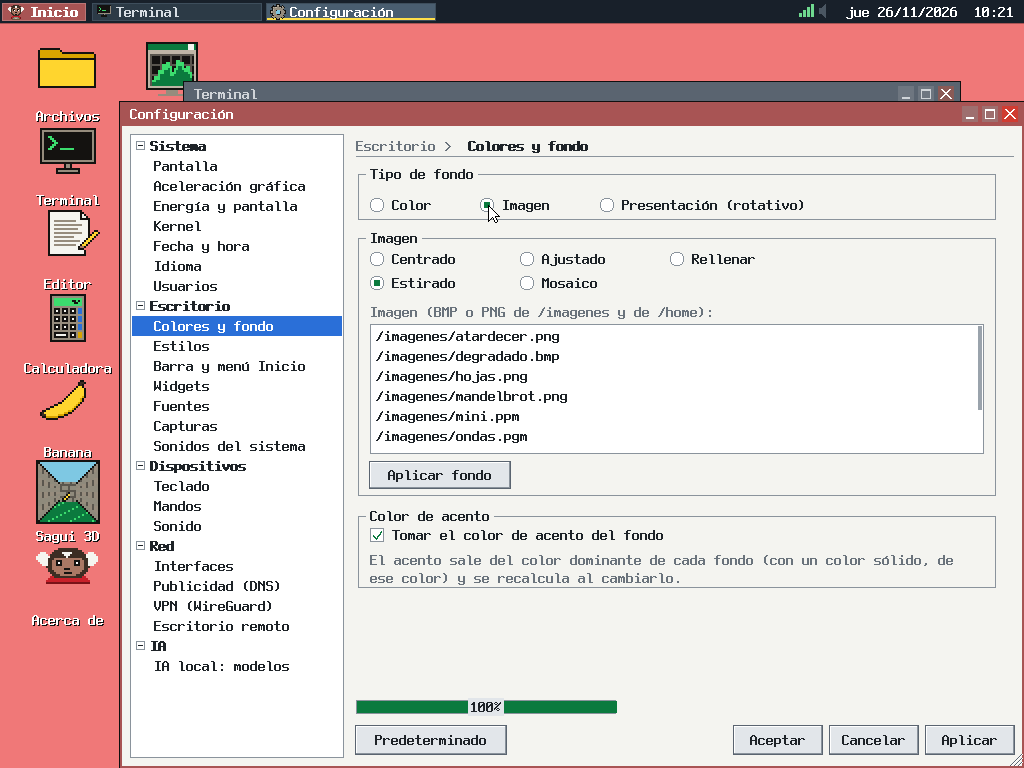 Inicio
Terminal
Configuración
jue 26/11/2026 10:21
Archivos
Terminal
Editor
Calculadora
Banana
Sagui 3D
Acerca de
Terminal
Configuración
Sistema
Pantalla
Aceleración gráfica
Energía y pantalla
Kernel
Fecha y hora
Idioma
Usuarios
Escritorio
Colores y fondo
Estilos
Barra y menú Inicio
Widgets
Fuentes
Capturas
Sonidos del sistema
Dispositivos
Teclado
Mandos
Sonido
Red
Interfaces
Publicidad (DNS)
VPN (WireGuard)
Escritorio remoto
IA
IA local: modelos
Escritorio > Colores y fondo
Tipo de fondo
Color Imagen Presentación (rotativo)
Imagen
Centrado Ajustado Rellenar
Estirado Mosaico
Imagen (BMP o PNG de /imagenes y de /home):
/imagenes/atardecer.png
/imagenes/degradado.bmp
/imagenes/hojas.png
/imagenes/mandelbrot.png
/imagenes/mini.ppm
/imagenes/ondas.pgm
Aplicar fondo
Color de acento
Tomar el color de acento del fondo
El acento sale del color dominante de cada fondo (con un color sólido, de
ese color) y se recalcula al cambiarlo.
100%
Predeterminado
Aceptar Cancelar Aplicar